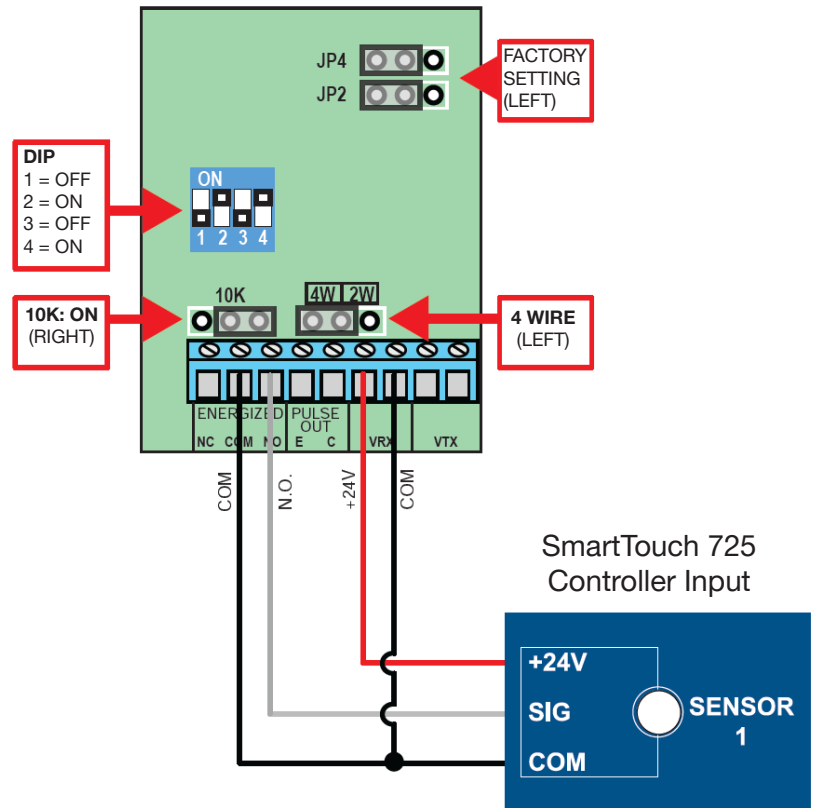 JP4
JP2
FACTORY
SETTING
(LEFT)
DIP
1 = OFF
2 = ON
3 = OFF
4 = ON
ON
1 2 3 4
10K: ON
(RIGHT)
10K
4W 2W
4 WIRE
(LEFT)
ENERGIZED PULSE
OUT
NC COM NO E C VRX VTX
COM
N.O.
+24V
COM
SmartTouch 725
Controller Input
+24V
SIG
COM
SENSOR
1